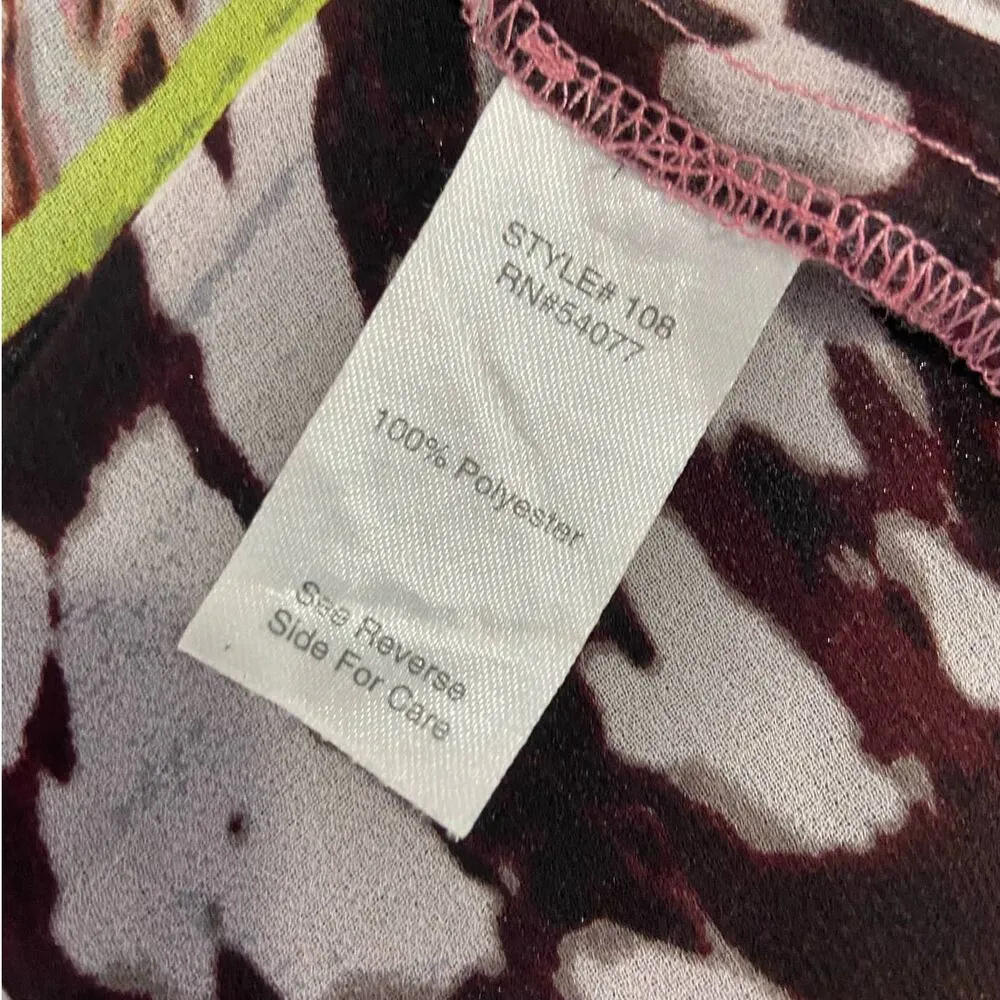 STYLE# 108
RN#54077
100% Polyester
See Reverse
Side For Care